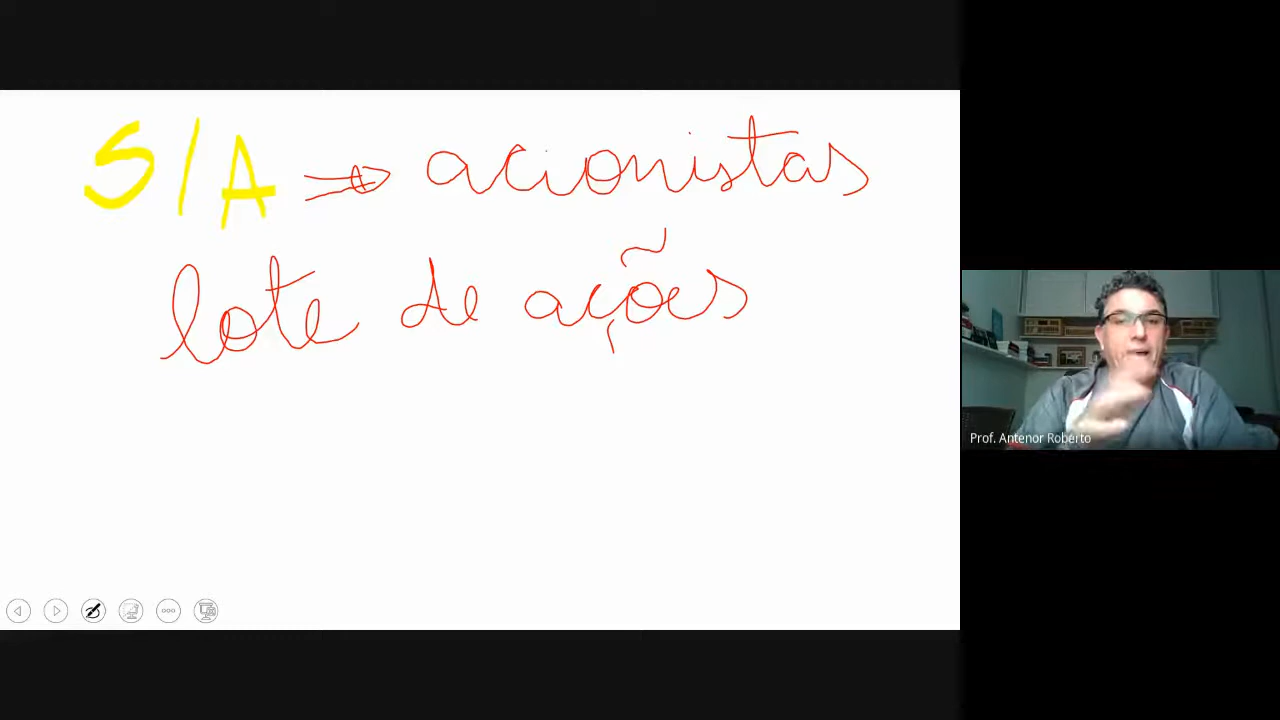 S/A ⇒ acionistas
lote de ações
Prof. Antenor Roberto